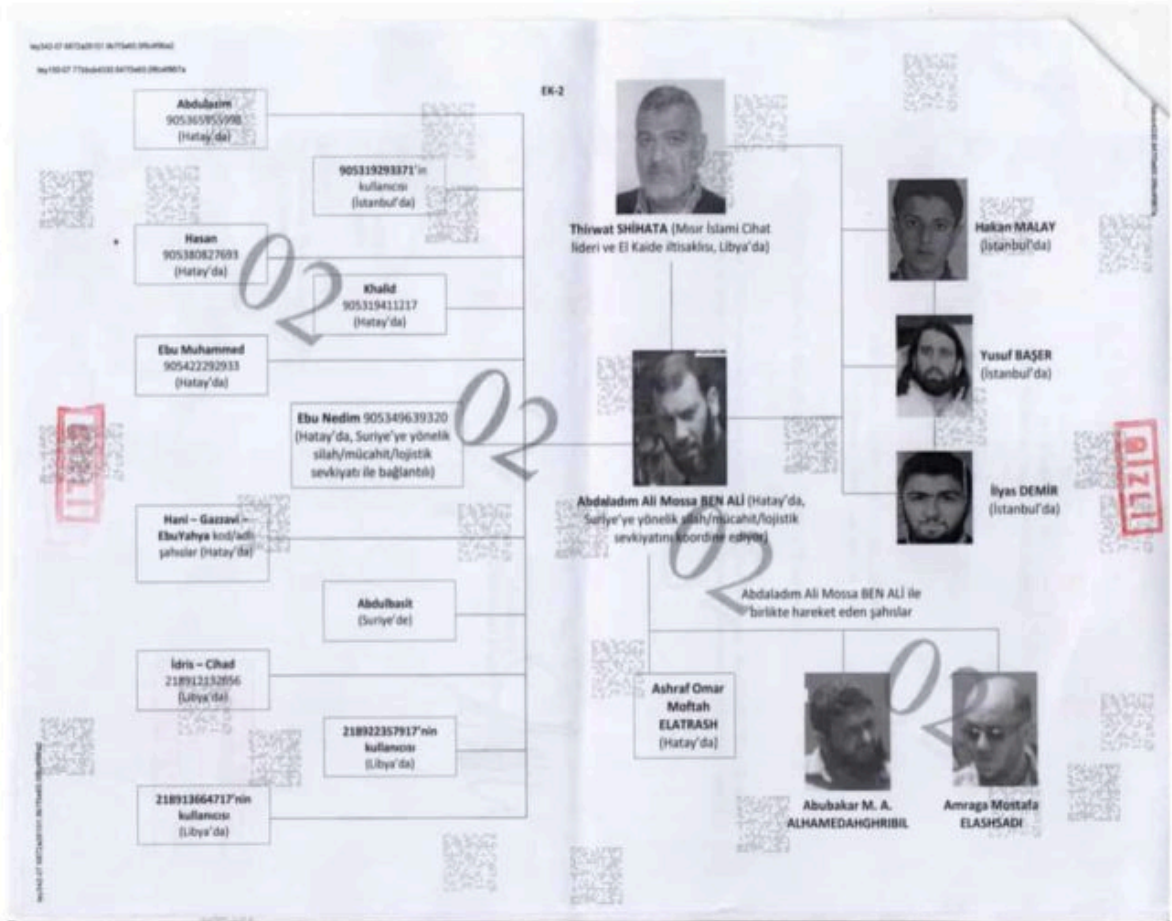 EK-2
Abdulazim
905365955998
(Hatay'da)
905319293371'in
kullanıcısı
(İstanbul'da)
Hasan
905380827693
(Hatay'da)
Khalid
905319411217
(Hatay'da)
Ebu Muhammed
905422292933
(Hatay'da)
Ebu Nedim 905349639320
(Hatay'da, Suriye'ye yönelik
silah/mücahit/lojistik
sevkiyatı ile bağlantılı)
Hani – Gazzavi –
EbuYahya kod/adlı
şahıslar (Hatay'da)
Abdulbasit
(Suriye'de)
İdris – Cihad
218912132856
(Libya'da)
218922357917'nin
kullanıcısı
(Libya'da)
218913664717'nin
kullanıcısı
(Libya'da)
Thirwat SHİHATA (Mısır İslami Cihat
lideri ve El Kaide iltisaklısı, Libya'da)
Hakan MALAY
(İstanbul'da)
Yusuf BAŞER
(İstanbul'da)
İlyas DEMİR
(İstanbul'da)
Abdaladım Ali Mossa BEN ALİ (Hatay'da,
Suriye'ye yönelik silah/mücahit/lojistik
sevkiyatını koordine ediyor)
Abdaladım Ali Mossa BEN ALİ ile
birlikte hareket eden şahıslar
Ashraf Omar
Moftah
ELATRASH
(Hatay'da)
Abubakar M. A.
ALHAMEDAHGHRIBIL
Amraga Mostafa
ELASHSADI
02
02
02
02
GİZLİ
GİZLİ